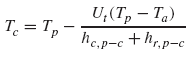 $T_c = T_p - \frac{U_t(T_p - T_a)}{h_{c,p-c} + h_{r,p-c}}$